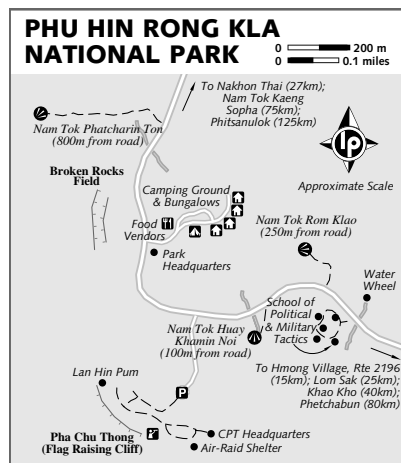 PHU HIN RONG KLA
NATIONAL PARK
0 200 m
0 0.1 miles
To Nakhon Thai (27km);
Nam Tok Kaeng
Sopha (75km);
Phitsanulok (125km)
Nam Tok Phatcharin Ton
(800m from road)
lp
Approximate Scale
Broken Rocks
Field
Camping Ground
& Bungalows
Food
Vendors
Park
Headquarters
Nam Tok Rom Klao
(250m from road)
Water
Wheel
School of
Political
& Military
Tactics
Nam Tok Huay
Khamin Noi
(100m from road)
To Hmong Village, Rte 2196
(15km); Lom Sak (25km);
Khao Kho (40km);
Phetchabun (80km)
Lan Hin Pum
P
Pha Chu Thong
(Flag Raising Cliff)
CPT Headquarters
Air-Raid Shelter